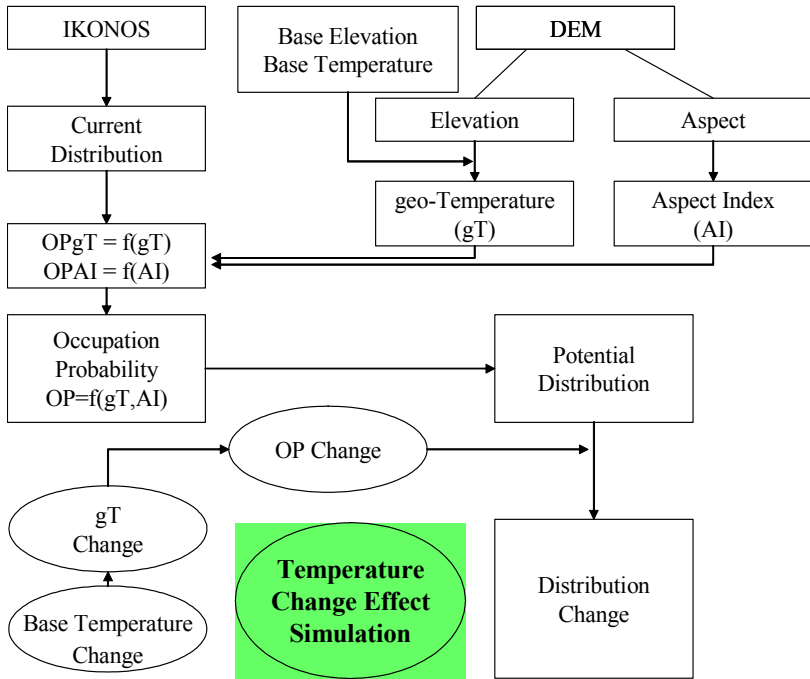 IKONOS
Base Elevation
Base Temperature
DEM
Current
Distribution
Elevation
Aspect
geo-Temperature
(gT)
Aspect Index
(AI)
OPgT = f(gT)
OPAI = f(AI)
Occupation
Probability
OP=f(gT,AI)
Potential
Distribution
OP Change
gT
Change
Base Temperature
Change
Temperature
Change Effect
Simulation
Distribution
Change